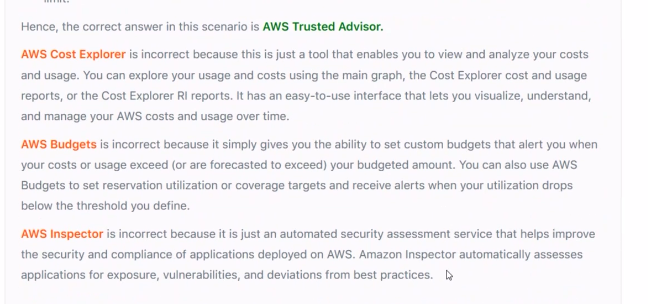 limit.
Hence, the correct answer in this scenario is AWS Trusted Advisor.
AWS Cost Explorer is incorrect because this is just a tool that enables you to view and analyze your costs
and usage. You can explore your usage and costs using the main graph, the Cost Explorer cost and usage
reports, or the Cost Explorer RI reports. It has an easy-to-use interface that lets you visualize, understand,
and manage your AWS costs and usage over time.
AWS Budgets is incorrect because it simply gives you the ability to set custom budgets that alert you when
your costs or usage exceed (or are forecasted to exceed) your budgeted amount. You can also use AWS
Budgets to set reservation utilization or coverage targets and receive alerts when your utilization drops
below the threshold you define.
AWS Inspector is incorrect because it is just an automated security assessment service that helps improve
the security and compliance of applications deployed on AWS. Amazon Inspector automatically assesses
applications for exposure, vulnerabilities, and deviations from best practices.